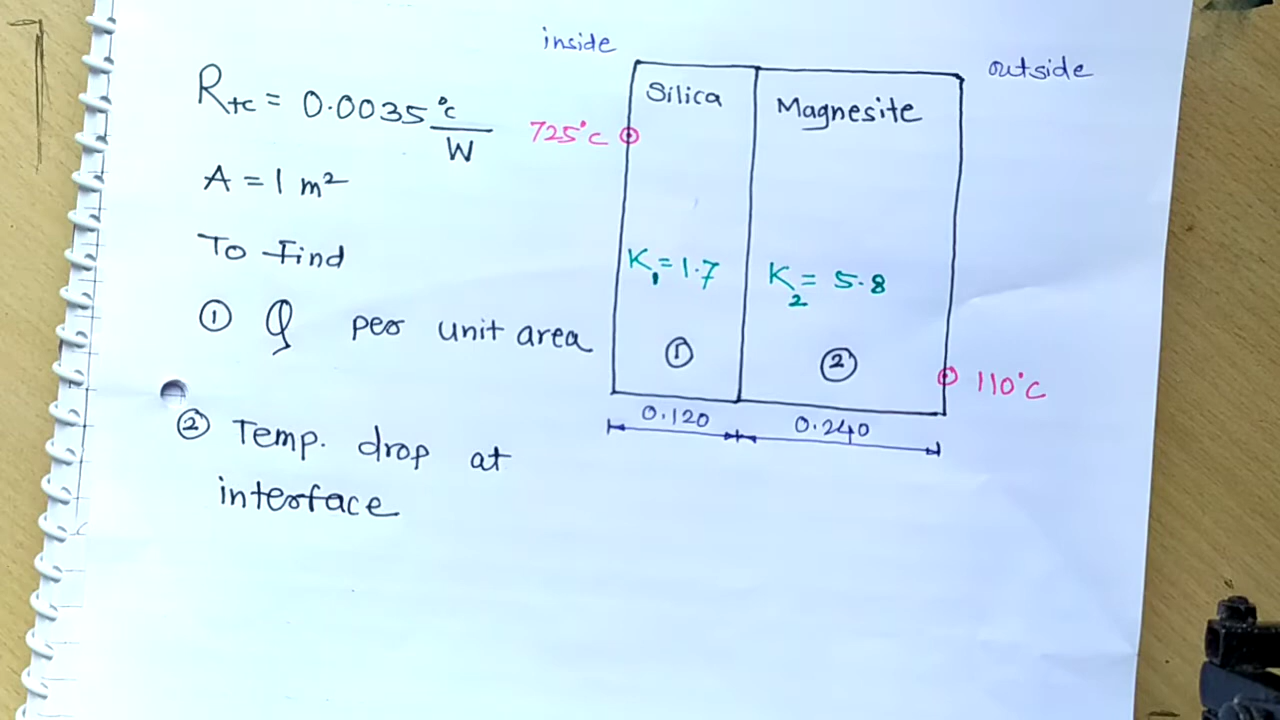 inside
outside
Silica
Magnesite
Rtc = 0.0035 °c/W
725°c
A = 1 m²
To Find
K₁ = 1.7
K₂ = 5.8
① Q per unit area
①
②
110°c
0.120
0.240
② Temp. drop at
interface